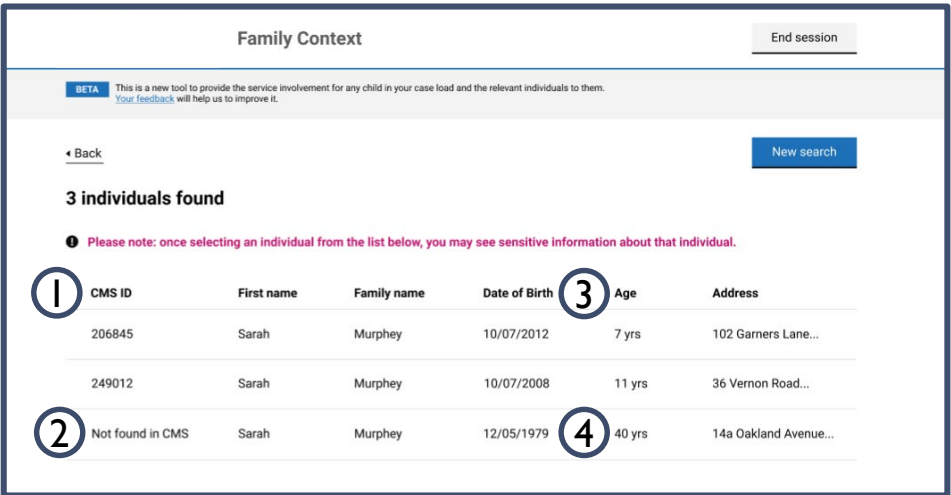 Family Context
End session
BETA This is a new tool to provide the service involvement for any child in your case load and the relevant individuals to them.
Your feedback will help us to improve it.
Back
New search
3 individuals found
Please note: once selecting an individual from the list below, you may see sensitive information about that individual.
1 CMS ID First name Family name Date of Birth 3 Age Address
206845 Sarah Murphey 10/07/2012 7 yrs 102 Garners Lane...
249012 Sarah Murphey 10/07/2008 11 yrs 36 Vernon Road...
2 Not found in CMS Sarah Murphey 12/05/1979 4 40 yrs 14a Oakland Avenue...